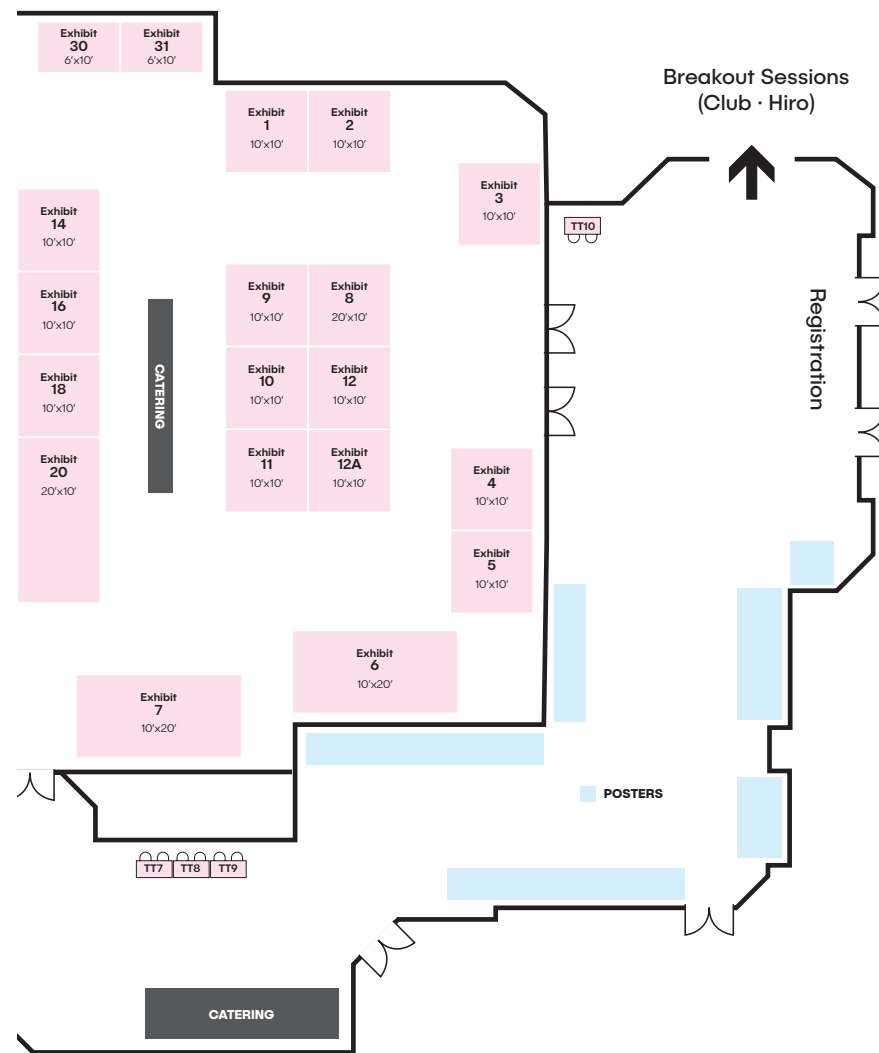 Exhibit
30
6'x10'
Exhibit
31
6'x10'
Breakout Sessions
(Club · Hiro)
Exhibit
1
10'x10'
Exhibit
2
10'x10'
Exhibit
3
10'x10'
TT10
Exhibit
14
10'x10'
Exhibit
16
10'x10'
Exhibit
18
10'x10'
Exhibit
20
20'x10'
CATERING
Exhibit
9
10'x10'
Exhibit
8
20'x10'
Exhibit
10
10'x10'
Exhibit
12
10'x10'
Exhibit
11
10'x10'
Exhibit
12A
10'x10'
Registration
Exhibit
4
10'x10'
Exhibit
5
10'x10'
Exhibit
6
10'x20'
Exhibit
7
10'x20'
POSTERS
TT7
TT8
TT9
CATERING